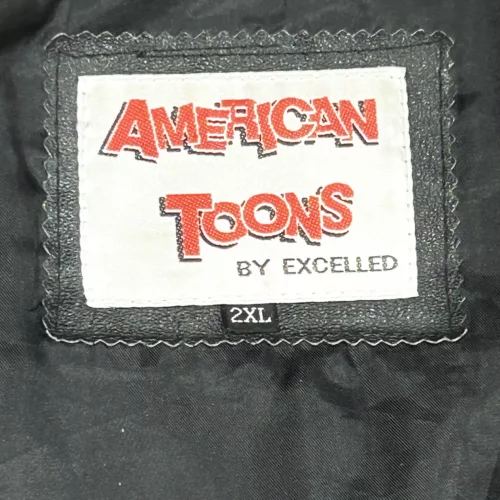 AMERICAN
TOONS
BY EXCELLED
2XL